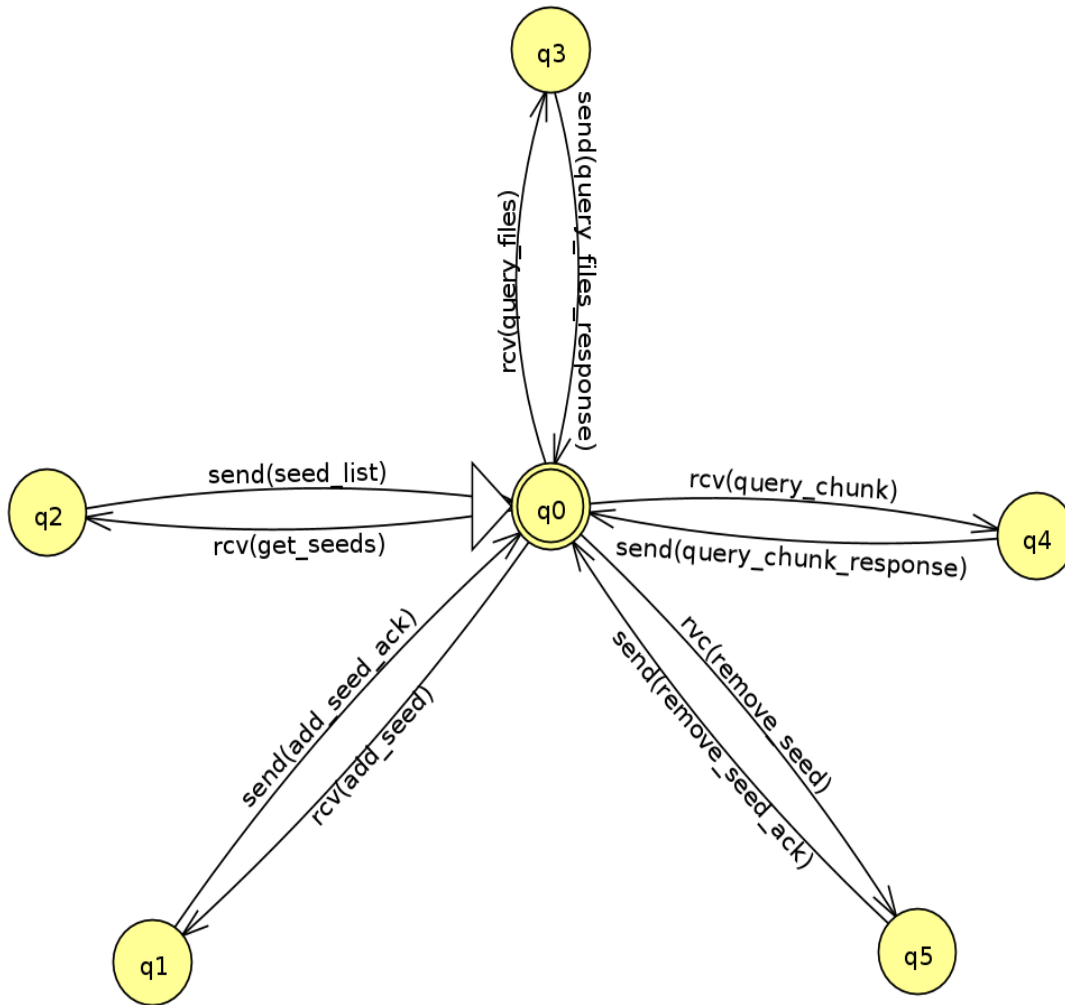 q3
send(query_files_response)
rcv(query_files)
send(seed_list)
q2
rcv(get_seeds)
q0
rcv(query_chunk)
q4
send(query_chunk_response)
send(add_seed_ack)
rcv(add_seed)
rvc(remove_seed)
send(remove_seed_ack)
q1
q5